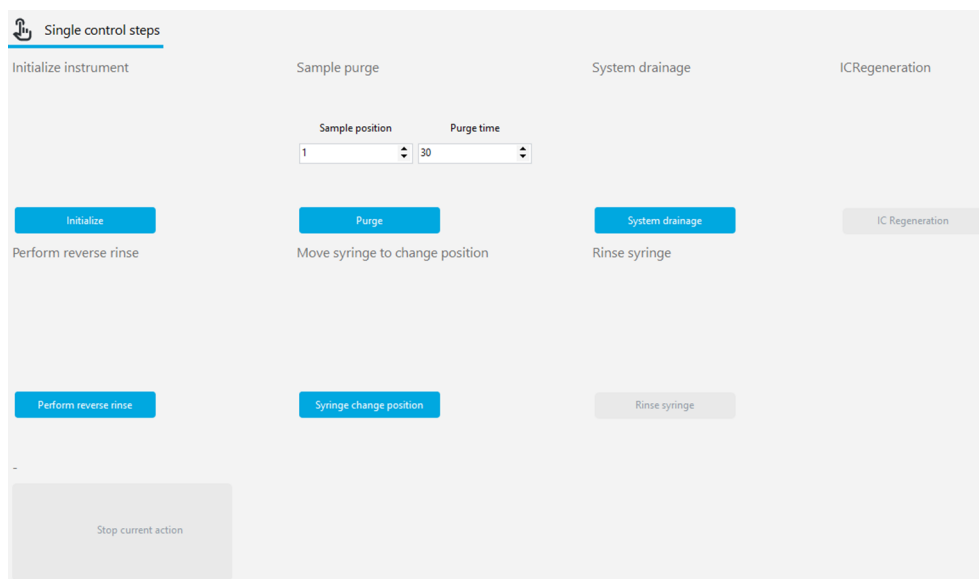 Single control steps
Initialize instrument
Sample purge
System drainage
ICRegeneration
Sample position
Purge time
1
30
Initialize
Purge
System drainage
IC Regeneration
Perform reverse rinse
Move syringe to change position
Rinse syringe
Perform reverse rinse
Syringe change position
Rinse syringe
-
Stop current action